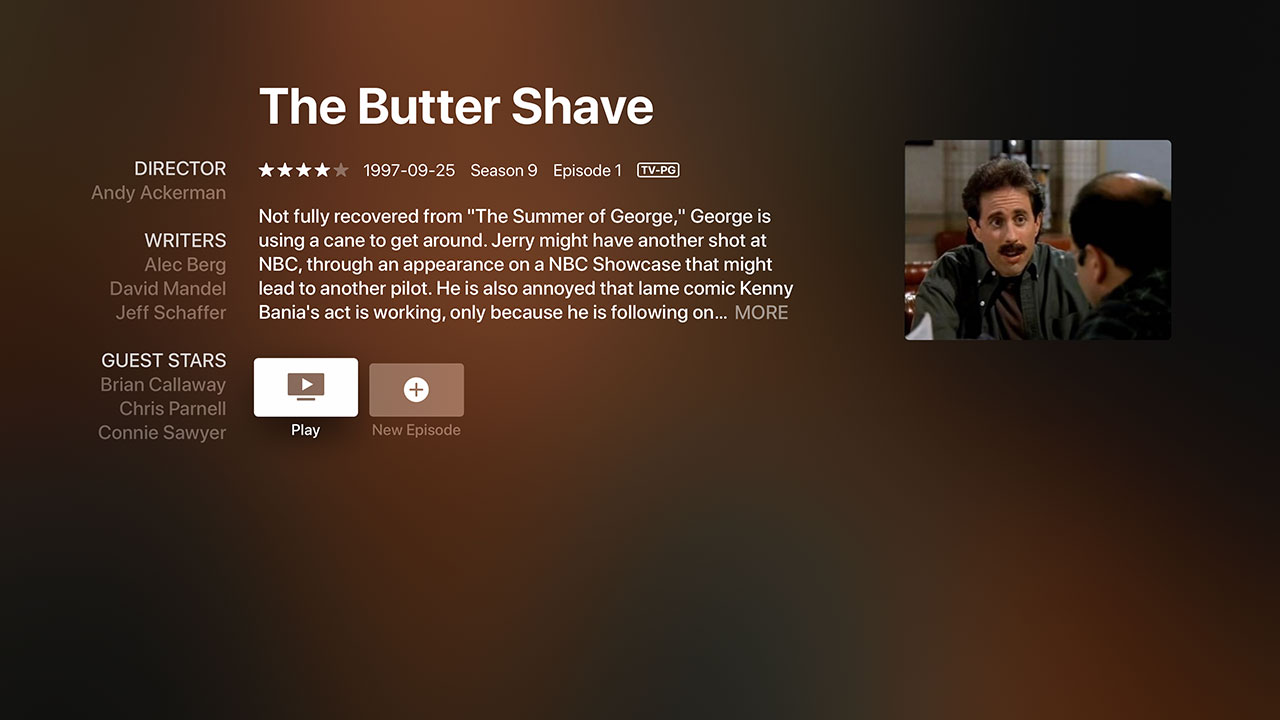 The Butter Shave
DIRECTOR
Andy Ackerman
WRITERS
Alec Berg
David Mandel
Jeff Schaffer
GUEST STARS
Brian Callaway
Chris Parnell
Connie Sawyer
1997-09-25 Season 9 Episode 1 TV-PG
Not fully recovered from "The Summer of George," George is
using a cane to get around. Jerry might have another shot at
NBC, through an appearance on a NBC Showcase that might
lead to another pilot. He is also annoyed that lame comic Kenny
Bania's act is working, only because he is following on... MORE
Play
New Episode